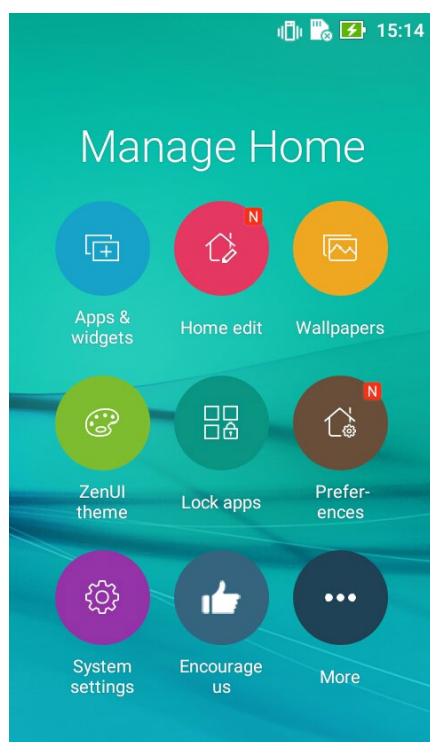 15:14
Manage Home
N
Apps &
widgets
Home edit
Wallpapers
N
ZenUI
theme
Lock apps
Prefer-
ences
System
settings
Encourage
us
More